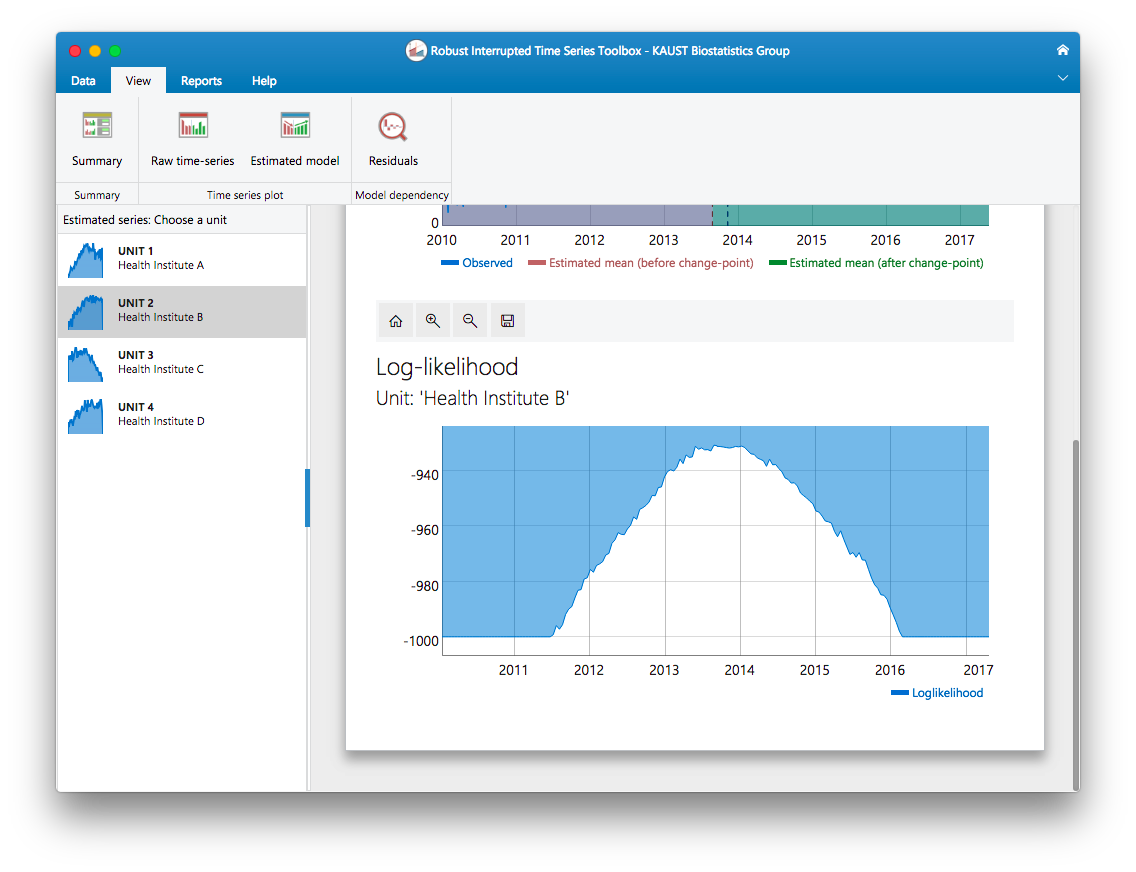 Robust Interrupted Time Series Toolbox - KAUST Biostatistics Group
Data View Reports Help
Summary Raw time-series Estimated model Residuals
Summary Time series plot Model dependency
Estimated series: Choose a unit
UNIT 1
Health Institute A
UNIT 2
Health Institute B
UNIT 3
Health Institute C
UNIT 4
Health Institute D
0
2010 2011 2012 2013 2014 2015 2016 2017
Observed Estimated mean (before change-point) Estimated mean (after change-point)
Log-likelihood
Unit: 'Health Institute B'
-940
-960
-980
-1000
2011 2012 2013 2014 2015 2016 2017
Loglikelihood